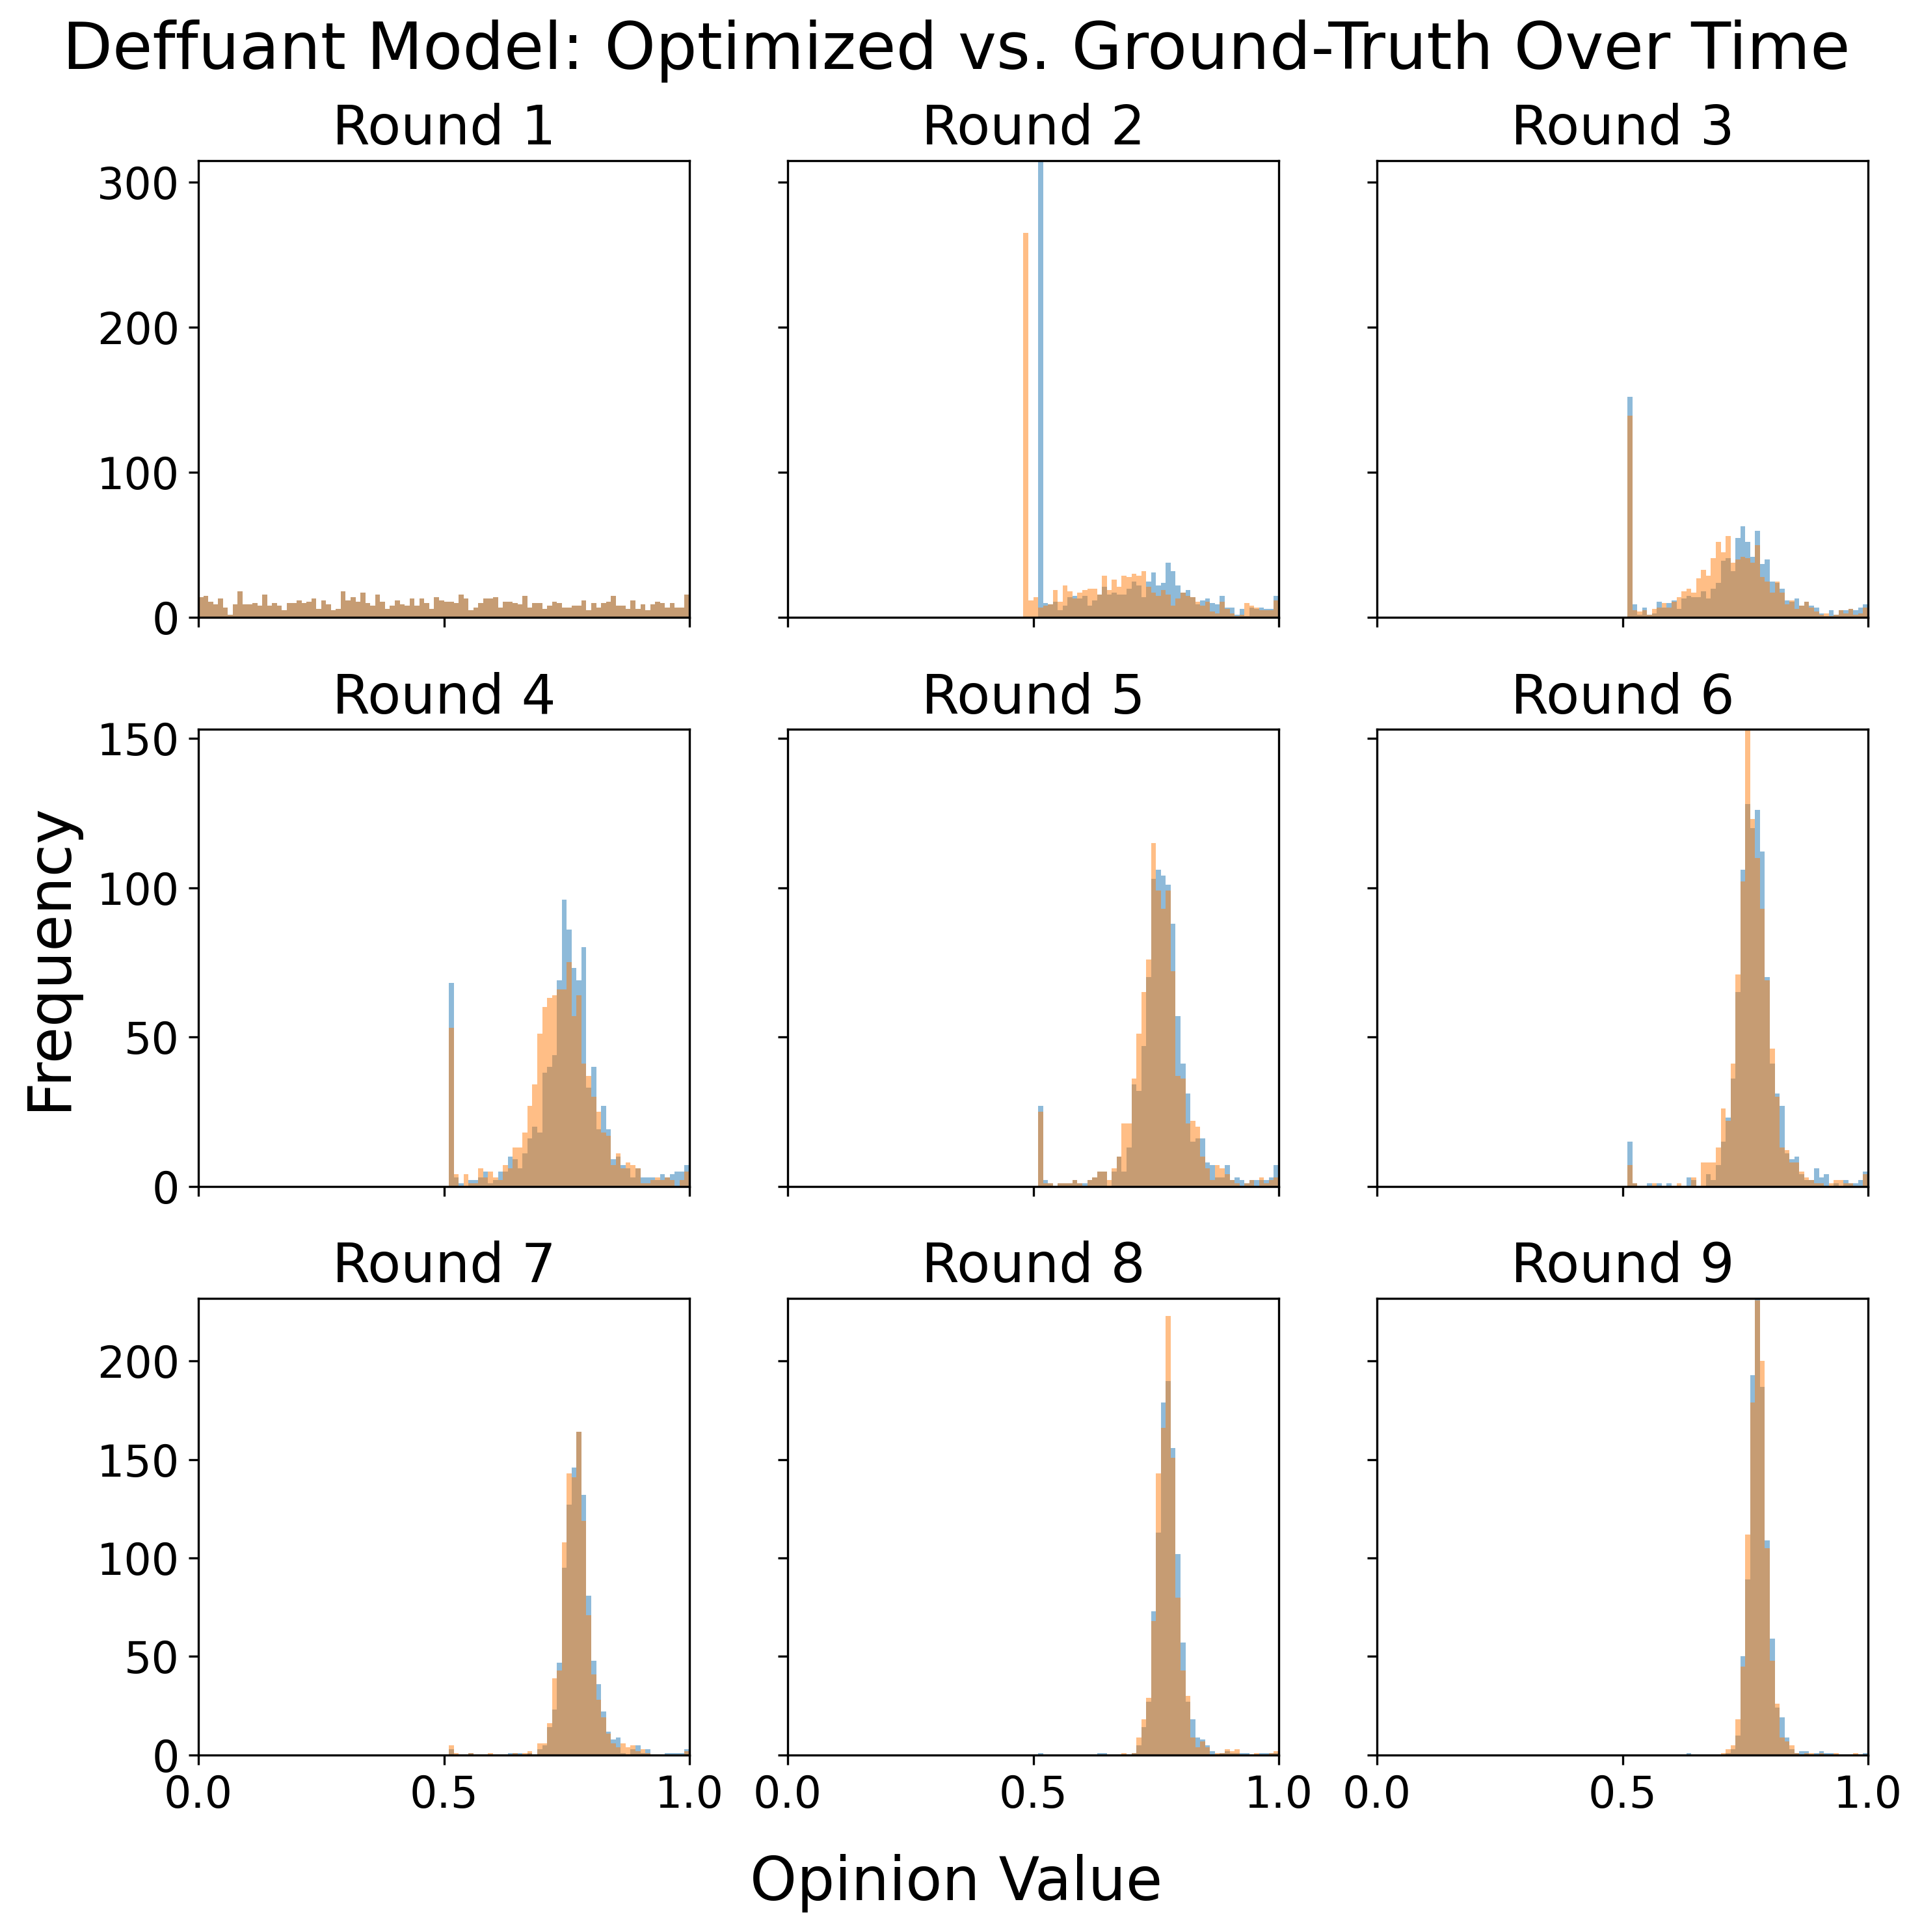 Deffuant Model: Optimized vs. Ground-Truth Over Time
Round 1
Round 2
Round 3
300
200
100
0
Round 4
Round 5
Round 6
150
100
50
0
Frequency
Round 7
Round 8
Round 9
200
150
100
50
0
0.0 0.5 1.0
0.0 0.5 1.0
0.0 0.5 1.0
Opinion Value